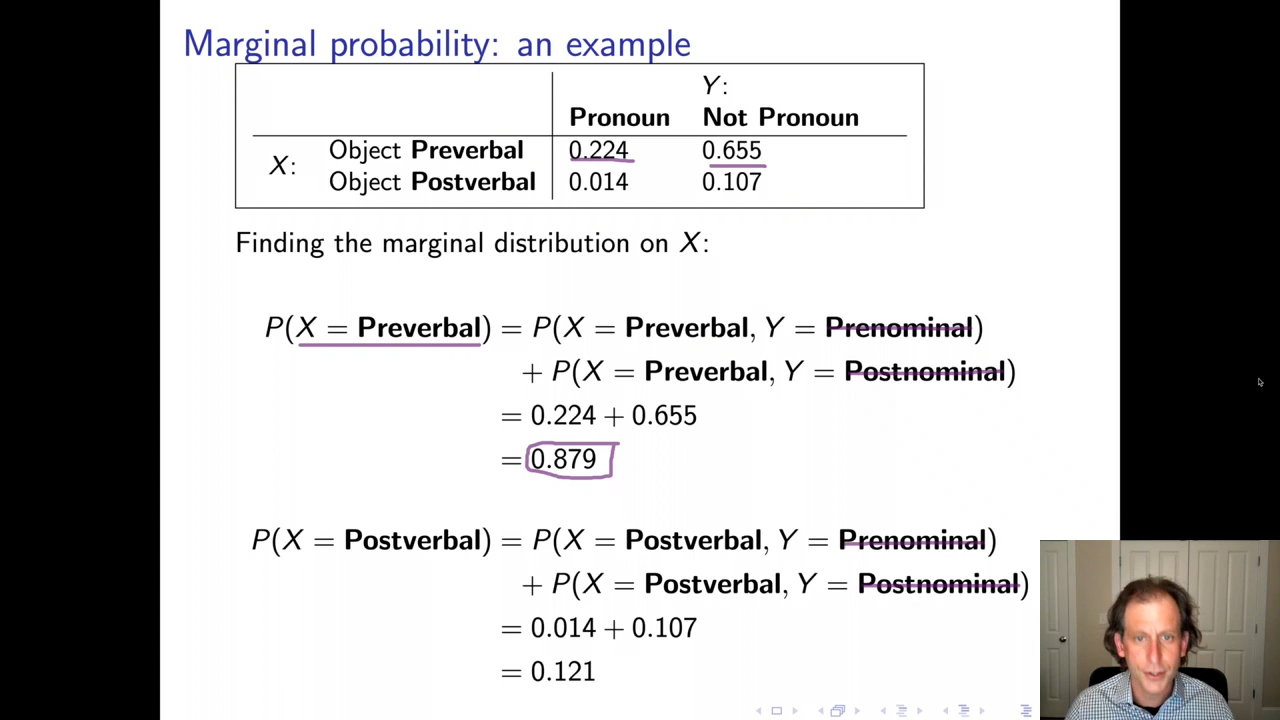 Marginal probability: an example
Y:
Pronoun Not Pronoun
X: Object Preverbal 0.224 0.655
Object Postverbal 0.014 0.107
Finding the marginal distribution on X:
P(X = Preverbal) = P(X = Preverbal, Y = Prenominal)
+ P(X = Preverbal, Y = Postnominal)
= 0.224 + 0.655
= 0.879
P(X = Postverbal) = P(X = Postverbal, Y = Prenominal)
+ P(X = Postverbal, Y = Postnominal)
= 0.014 + 0.107
= 0.121